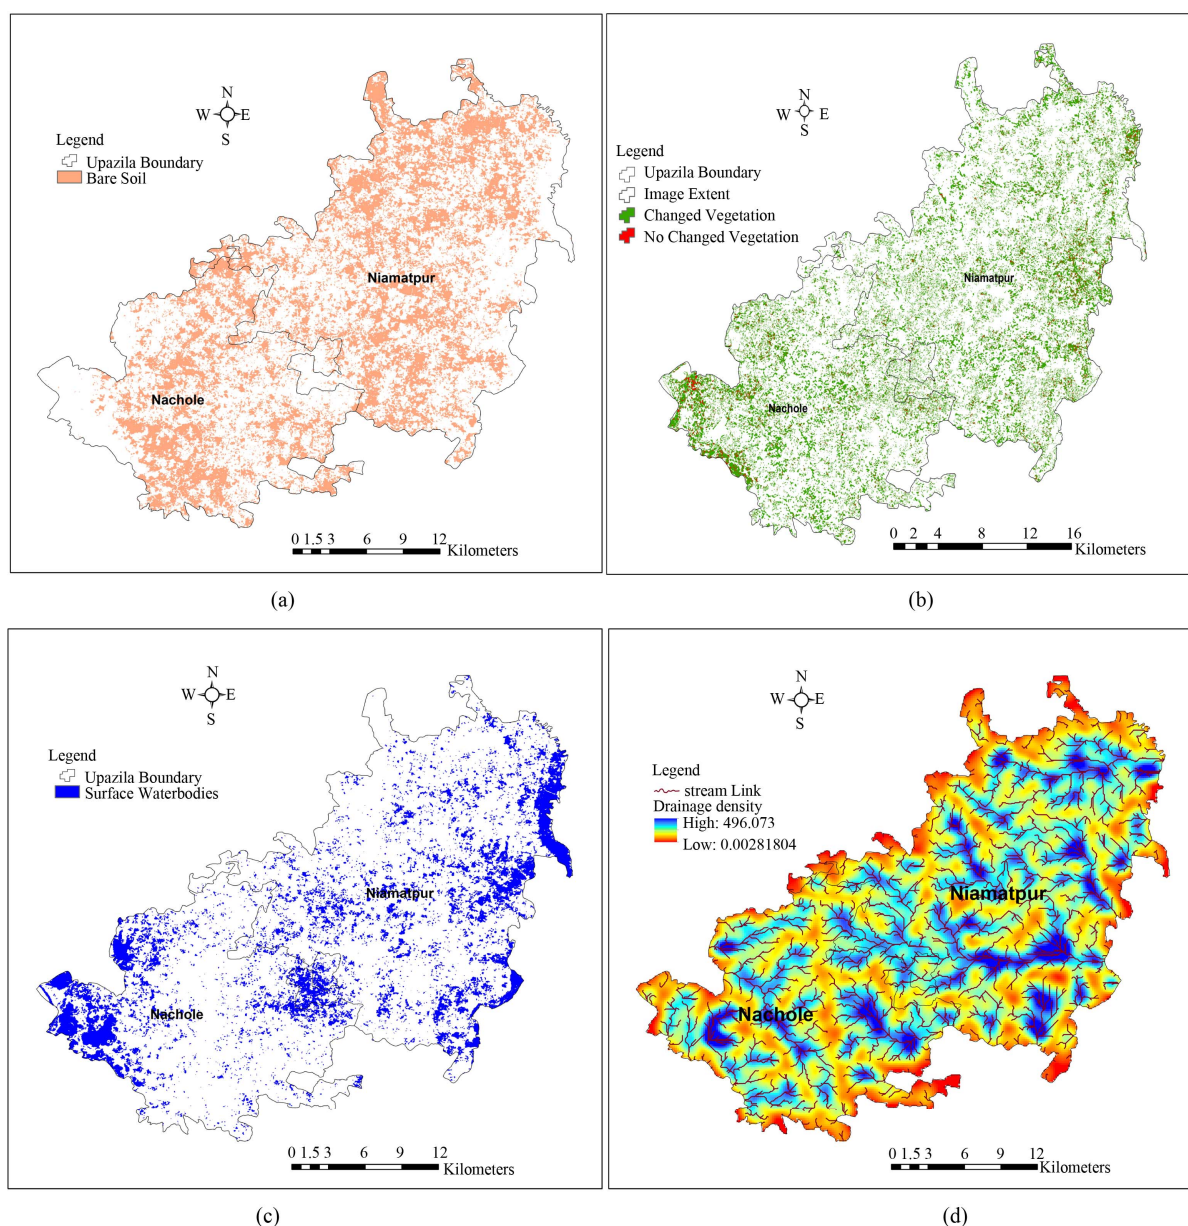 N
W E
S
Legend
Upazila Boundary
Bare Soil
Niamatpur
Nachole
0 1.5 3 6 9 12
Kilometers
(a)
N
W E
S
Legend
Upazila Boundary
Image Extent
Changed Vegetation
No Changed Vegetation
Niamatpur
Nachole
0 2 4 8 12 16
Kilometers
(b)
N
W E
S
Legend
Upazila Boundary
Surface Waterbodies
Niamatpur
Nachole
0 1.5 3 6 9 12
Kilometers
(c)
N
W E
S
Legend
stream Link
Drainage density
High: 496.073
Low: 0.00281804
Niamatpur
Nachole
0 1.5 3 6 9 12
Kilometers
(d)